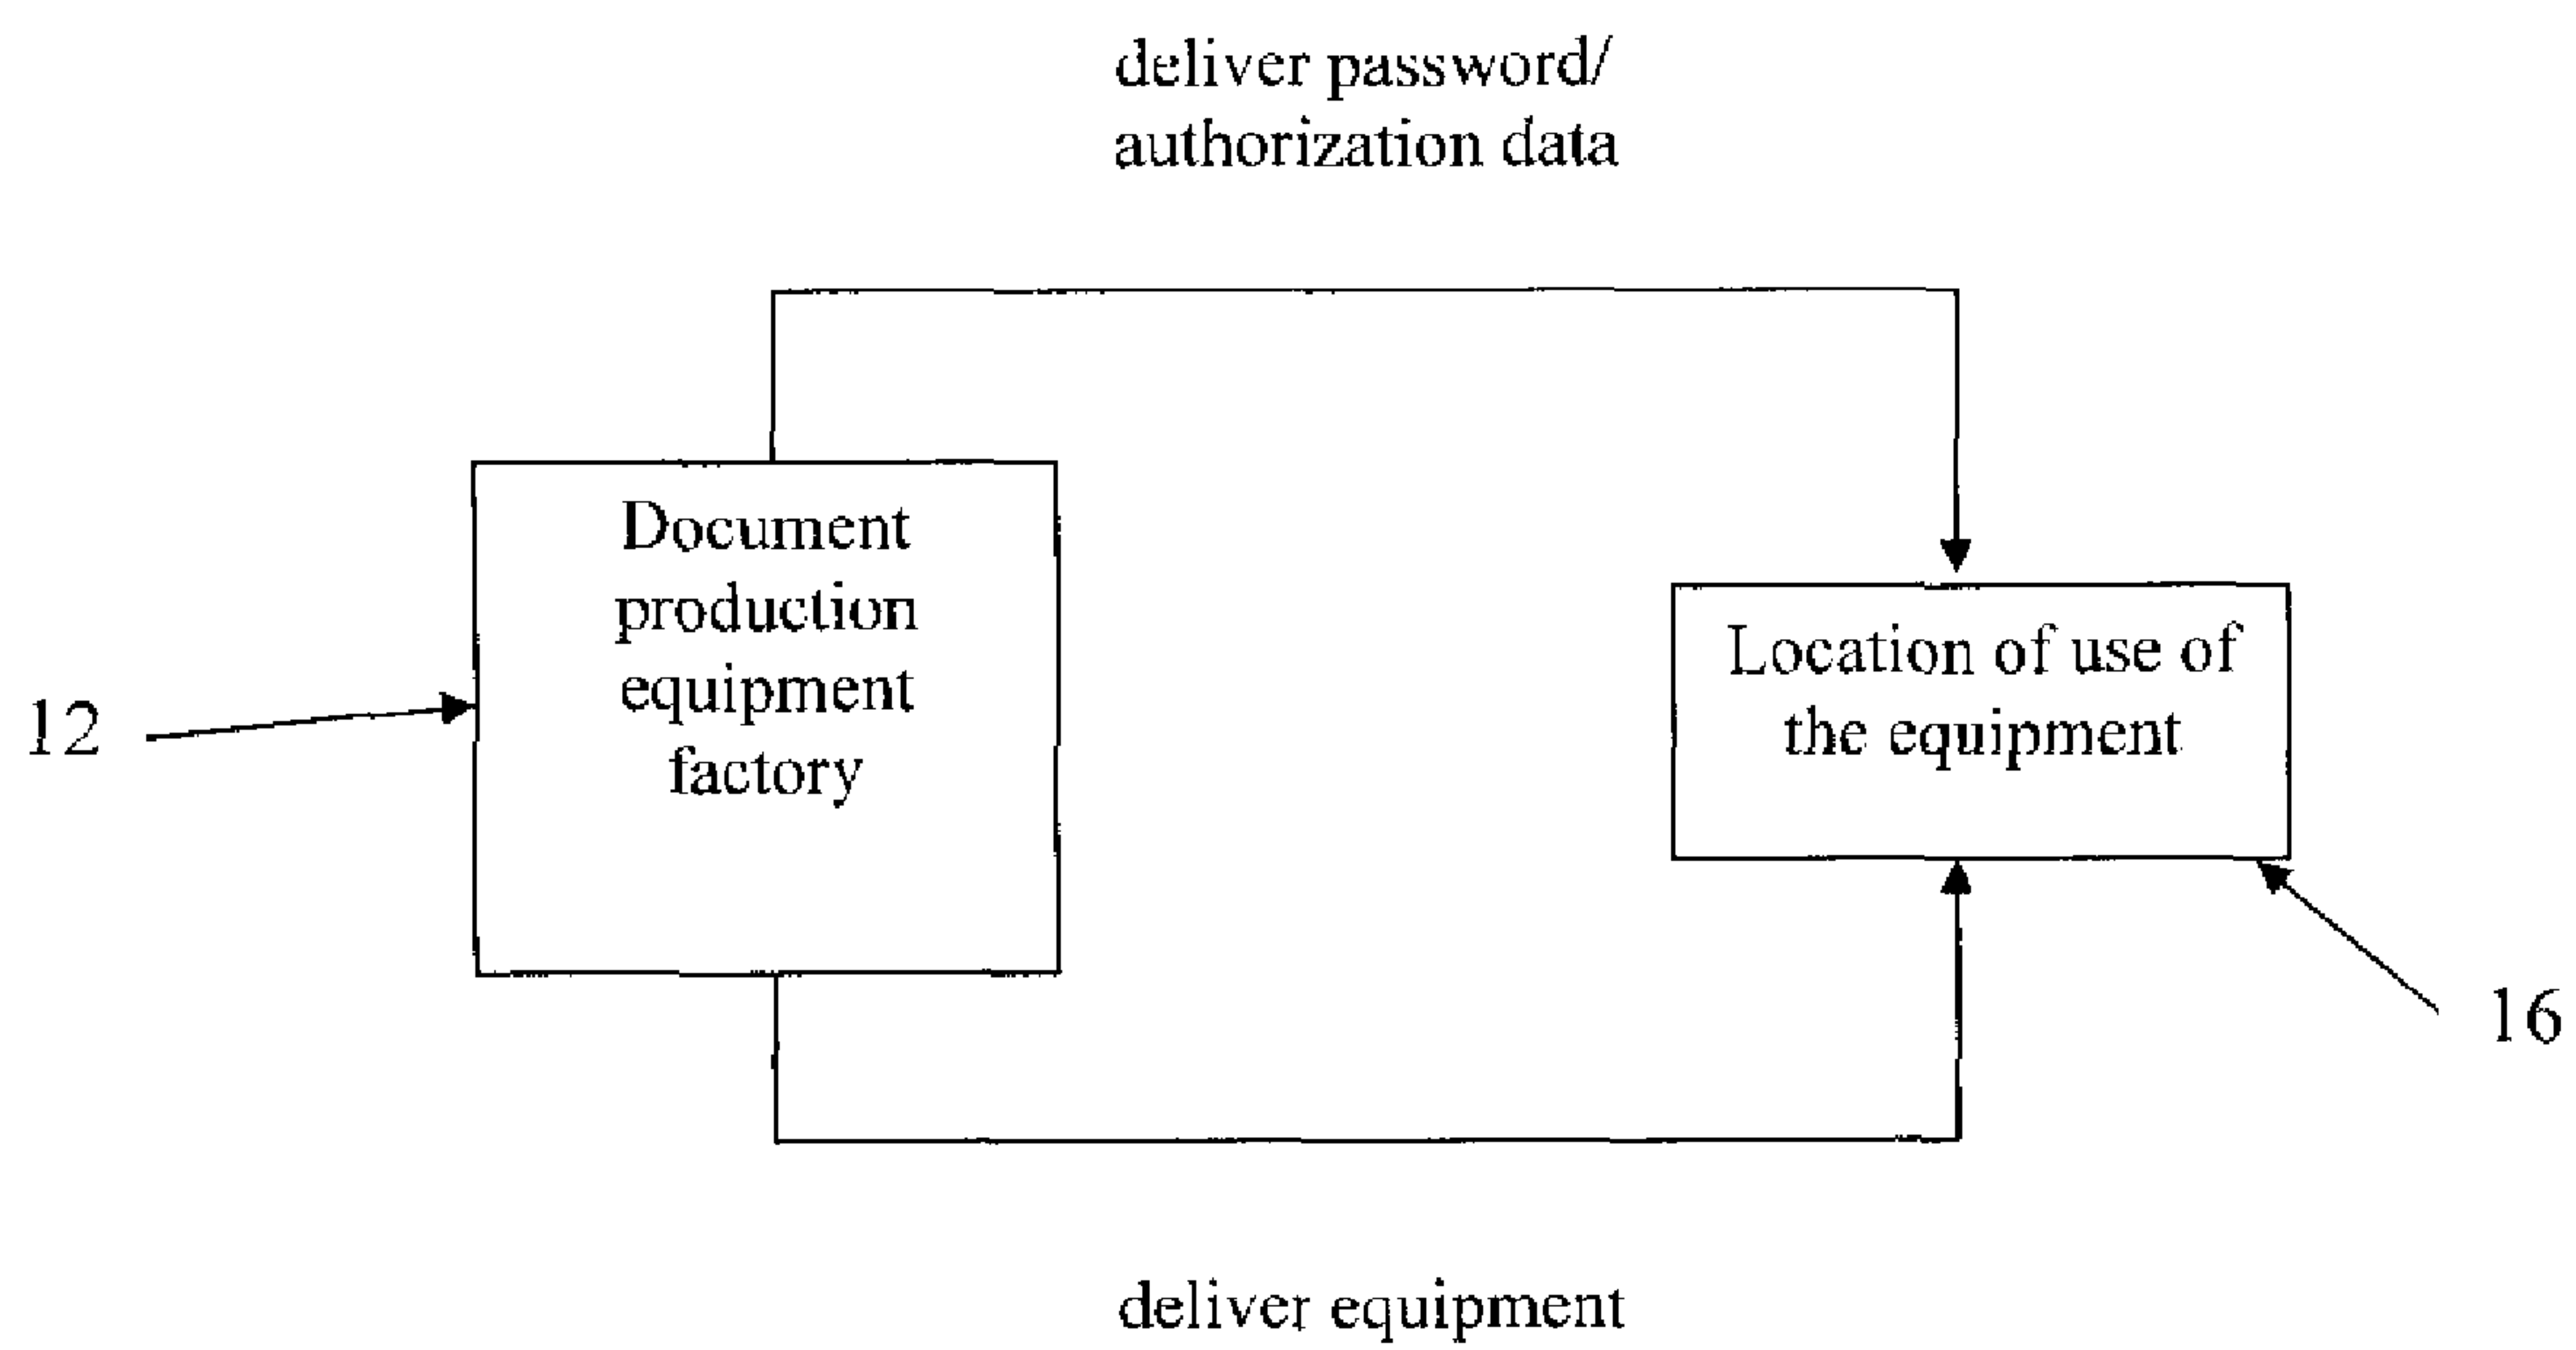 deliver password/
authorization data
Document
production
equipment
factory
Location of use of
the equipment
12
16
deliver equipment